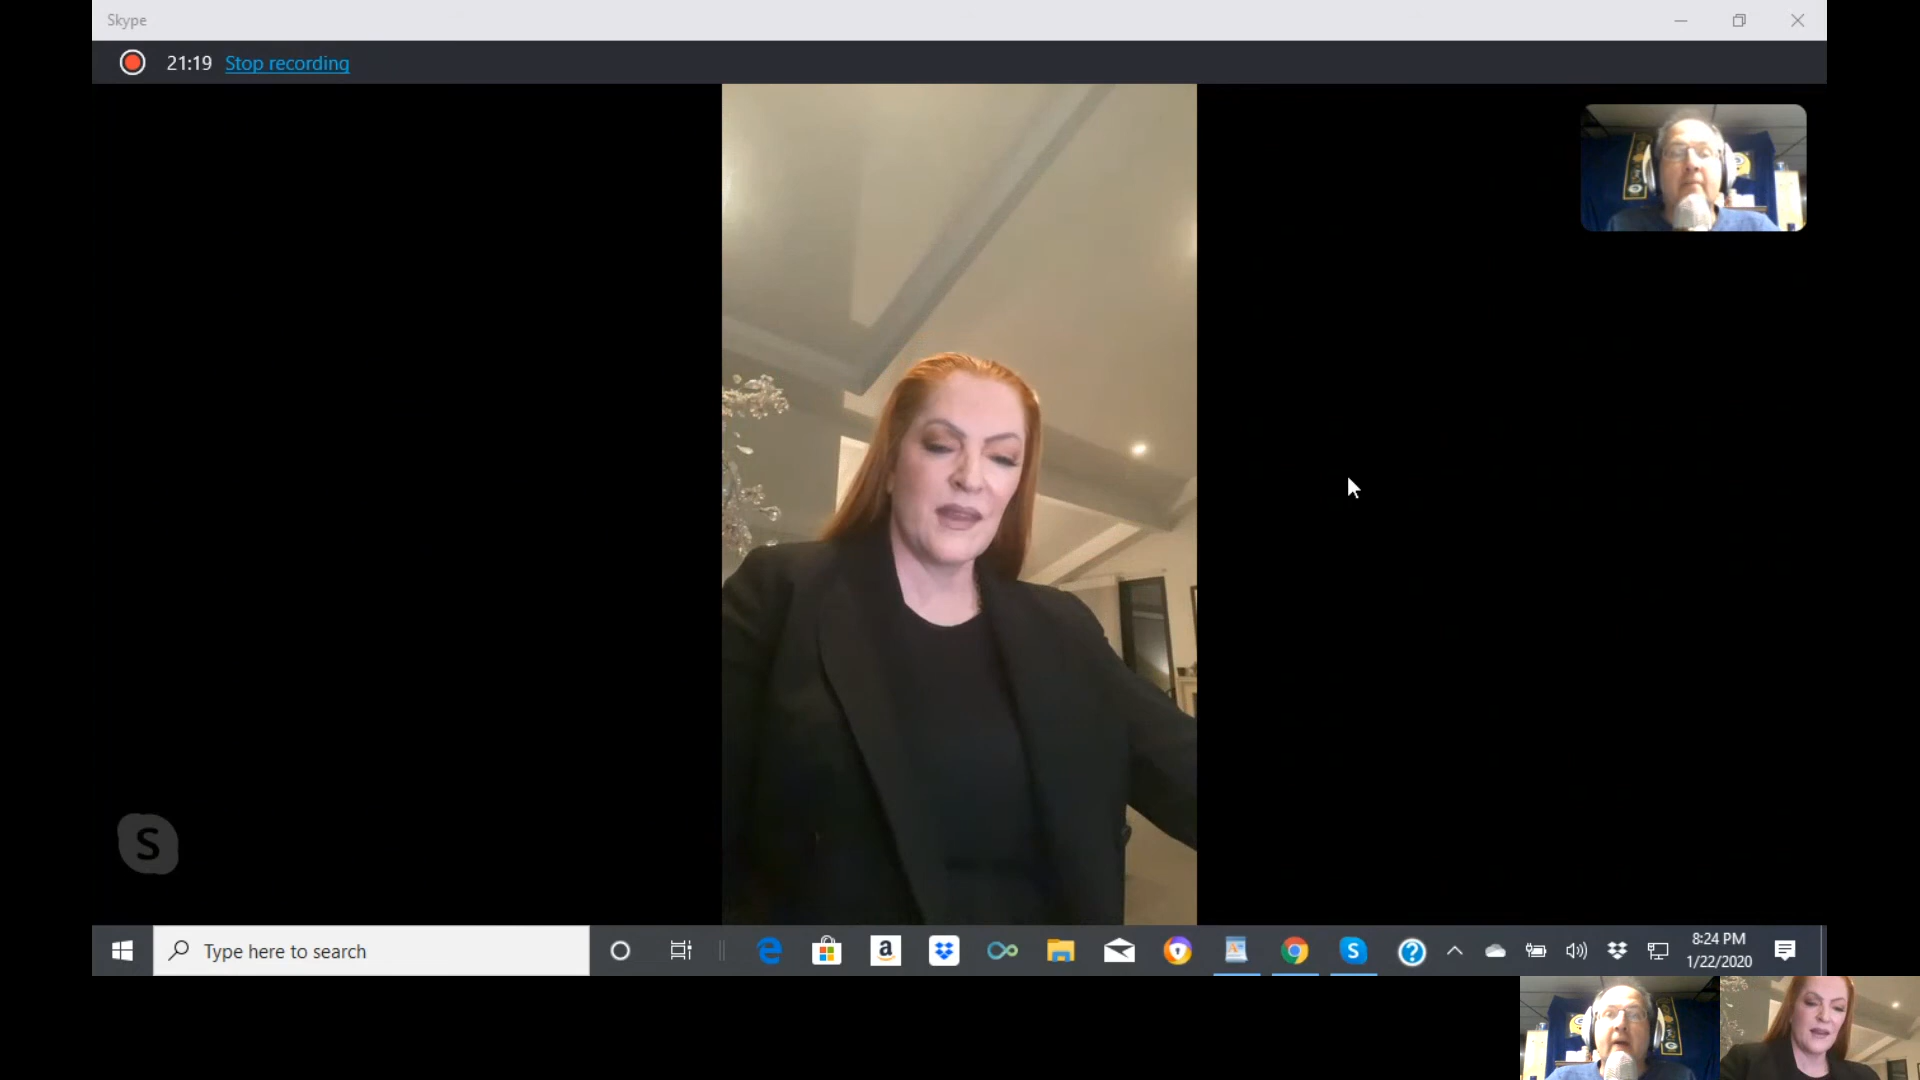 Skype
21:19 Stop recording
S
Type here to search
a
S
?
8:24 PM
1/22/2020